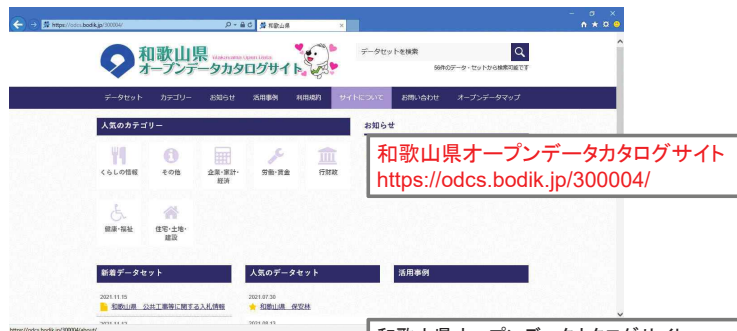 https://odcs.bodik.jp/300004/
和歌山県
和歌山県
オープンデータカタログサイト
データセットを検索
56件のデータ・セットから検索可能です
データセット カテゴリー お知らせ 活用事例 利用規約 サイトについて お問い合わせ オープンデータマップ
人気のカテゴリー
お知らせ
くらしの情報
その他
企業・家計・
経済
労働・賃金
行財政
和歌山県オープンデータカタログサイト
https://odcs.bodik.jp/300004/
健康・福祉
住宅・土地・
建設
新着データセット
人気のデータセット
活用事例
2021.11.15
和歌山県 公共工事等に関する入札情報
2021.07.30
和歌山県 保安林